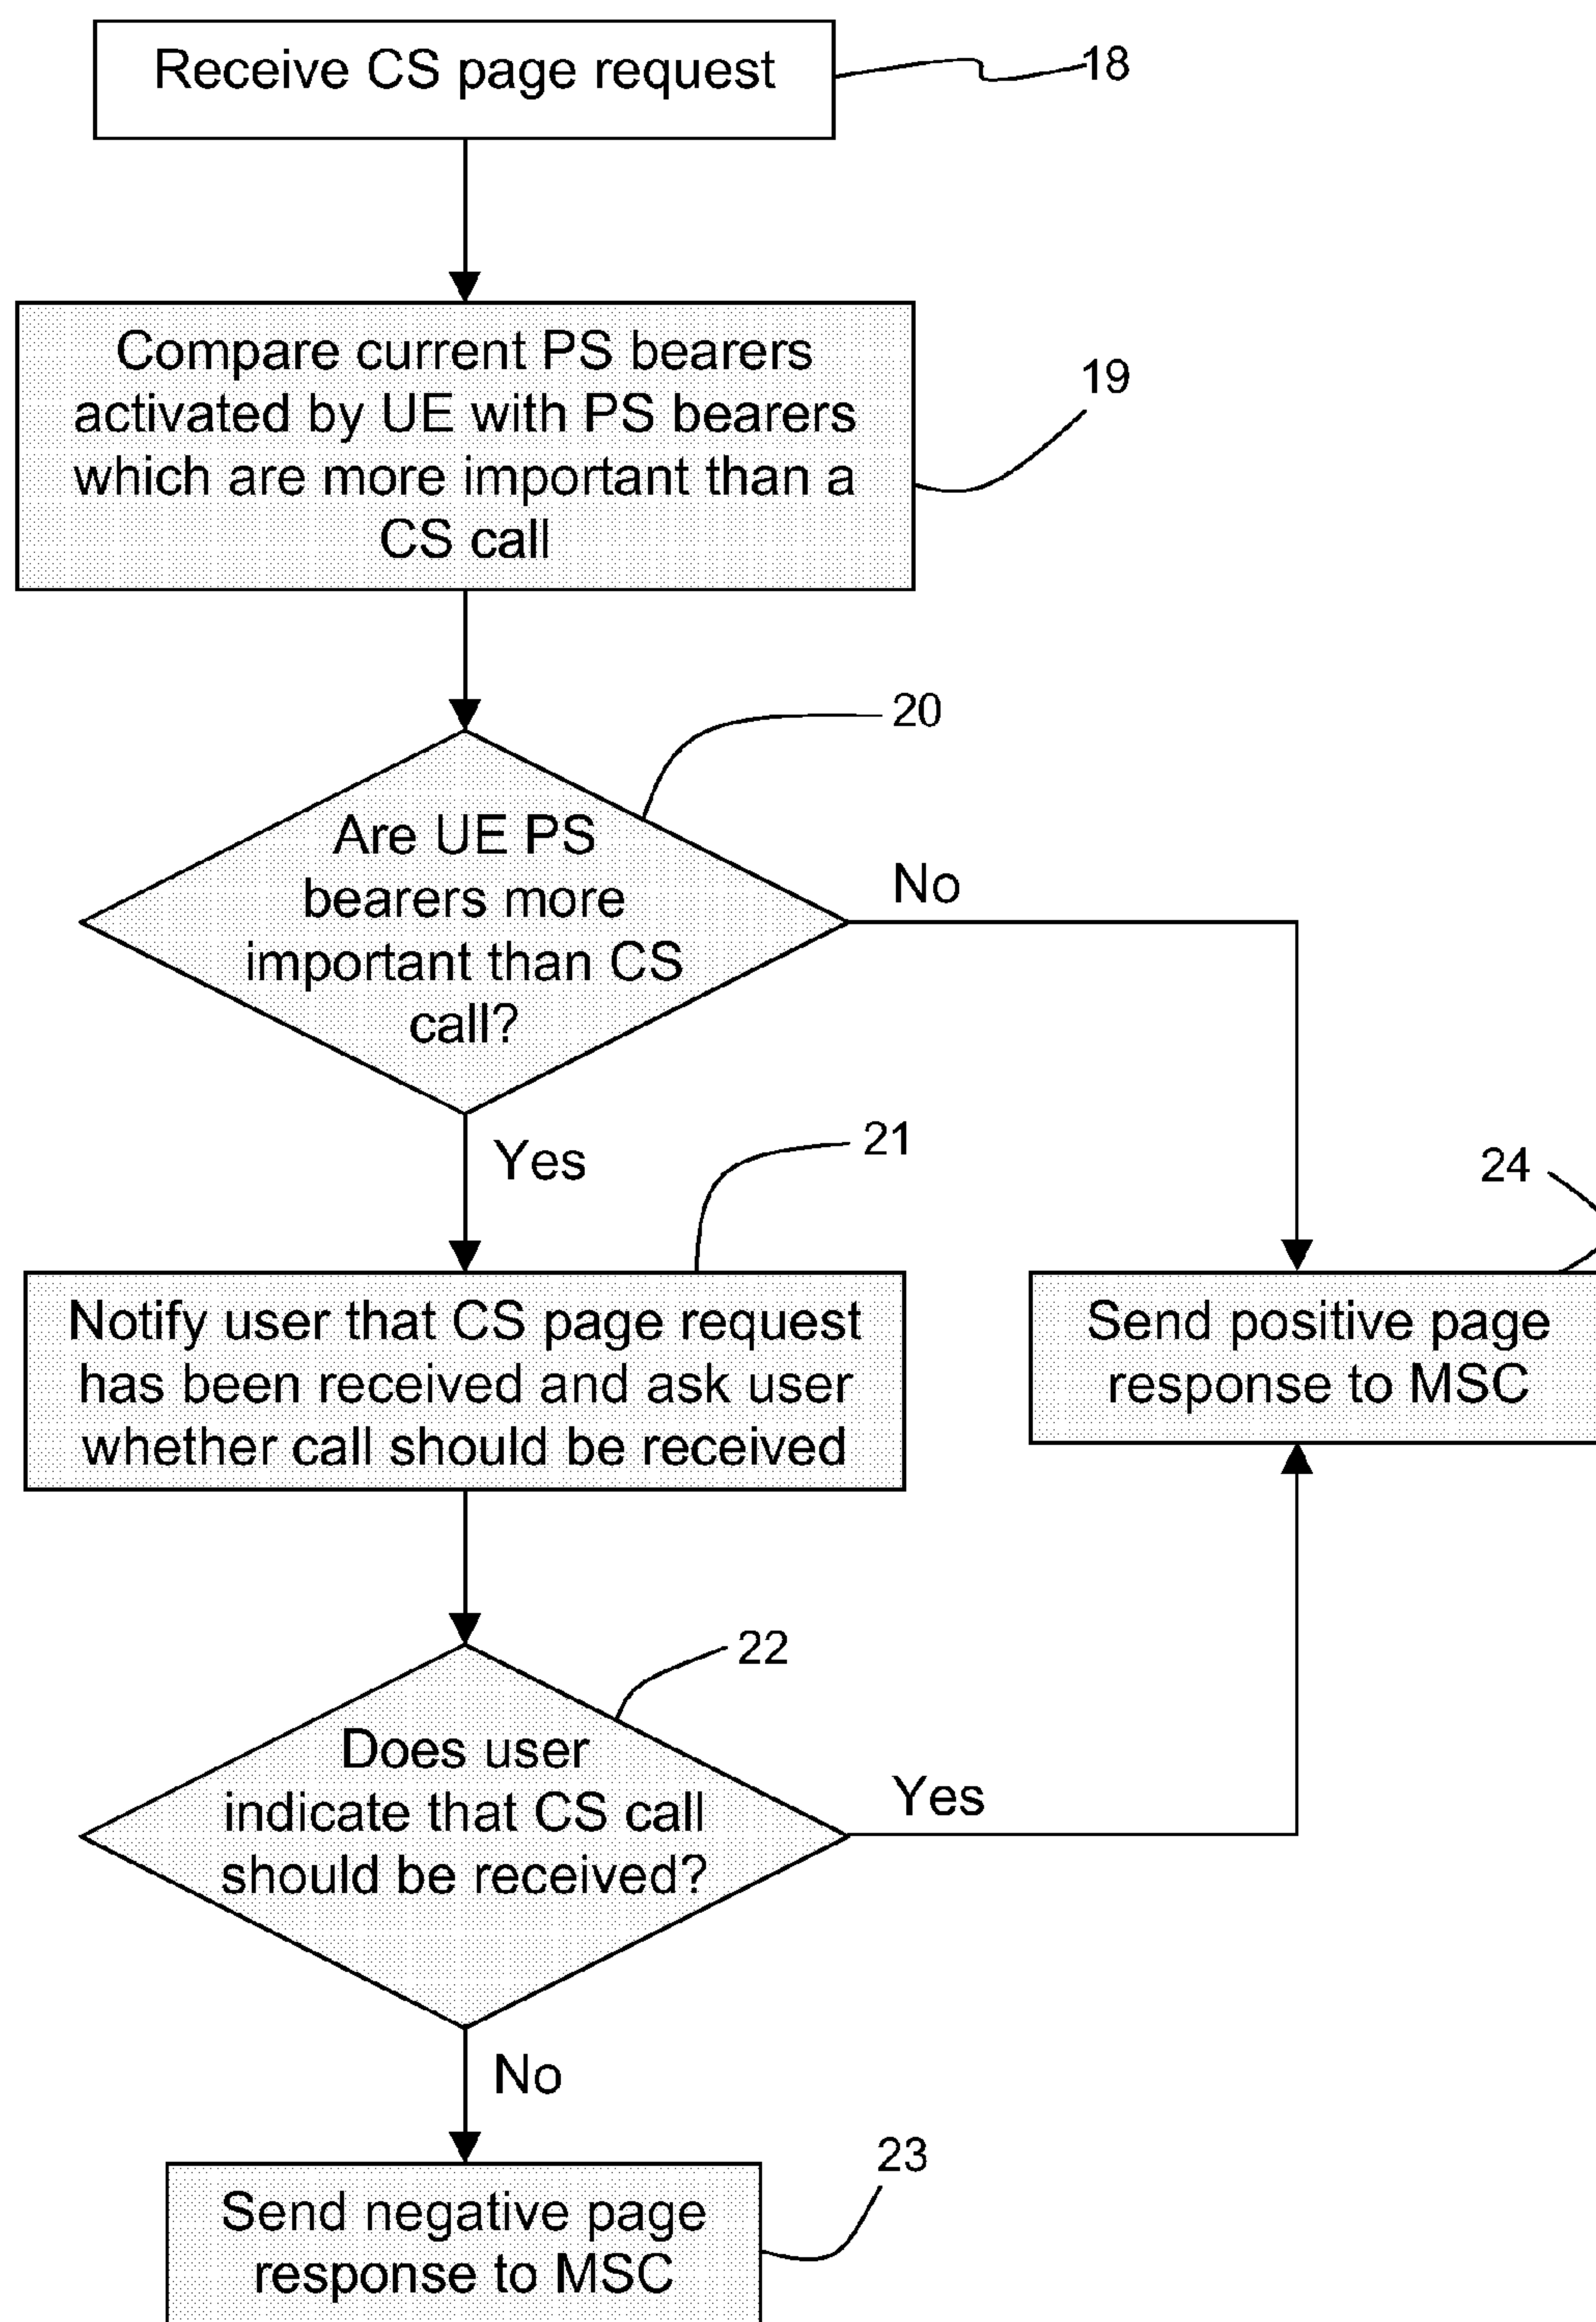 Receive CS page request
18
Compare current PS bearers
activated by UE with PS bearers
which are more important than a
CS call
19
20
Are UE PS
bearers more
important than CS
call?
No
Yes
21
24
Notify user that CS page request
has been received and ask user
whether call should be received
Send positive page
response to MSC
22
Does user
indicate that CS call
should be received?
Yes
No
23
Send negative page
response to MSC